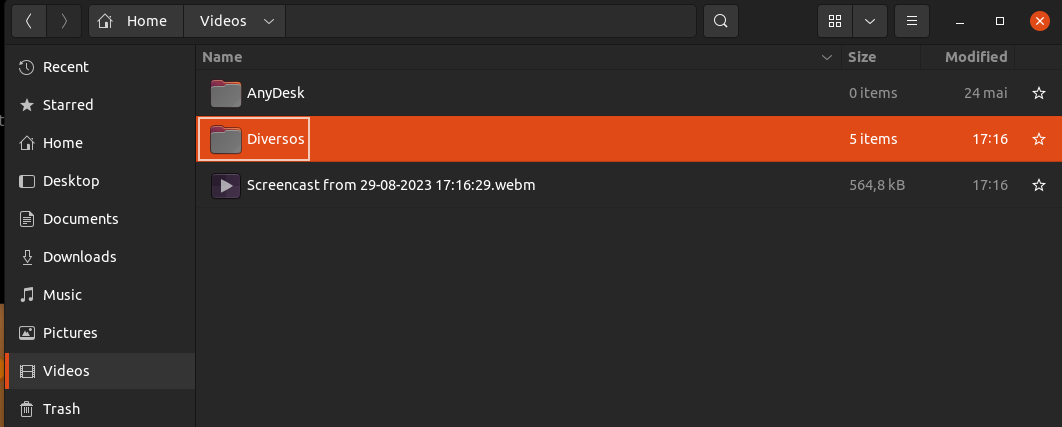 Home Videos
Name Size Modified
Recent
AnyDesk 0 items 24 mai
Starred
Diversos 5 items 17:16
Home
Desktop
Screencast from 29-08-2023 17:16:29.webm 564,8 kB 17:16
Documents
Downloads
Music
Pictures
Videos
Trash